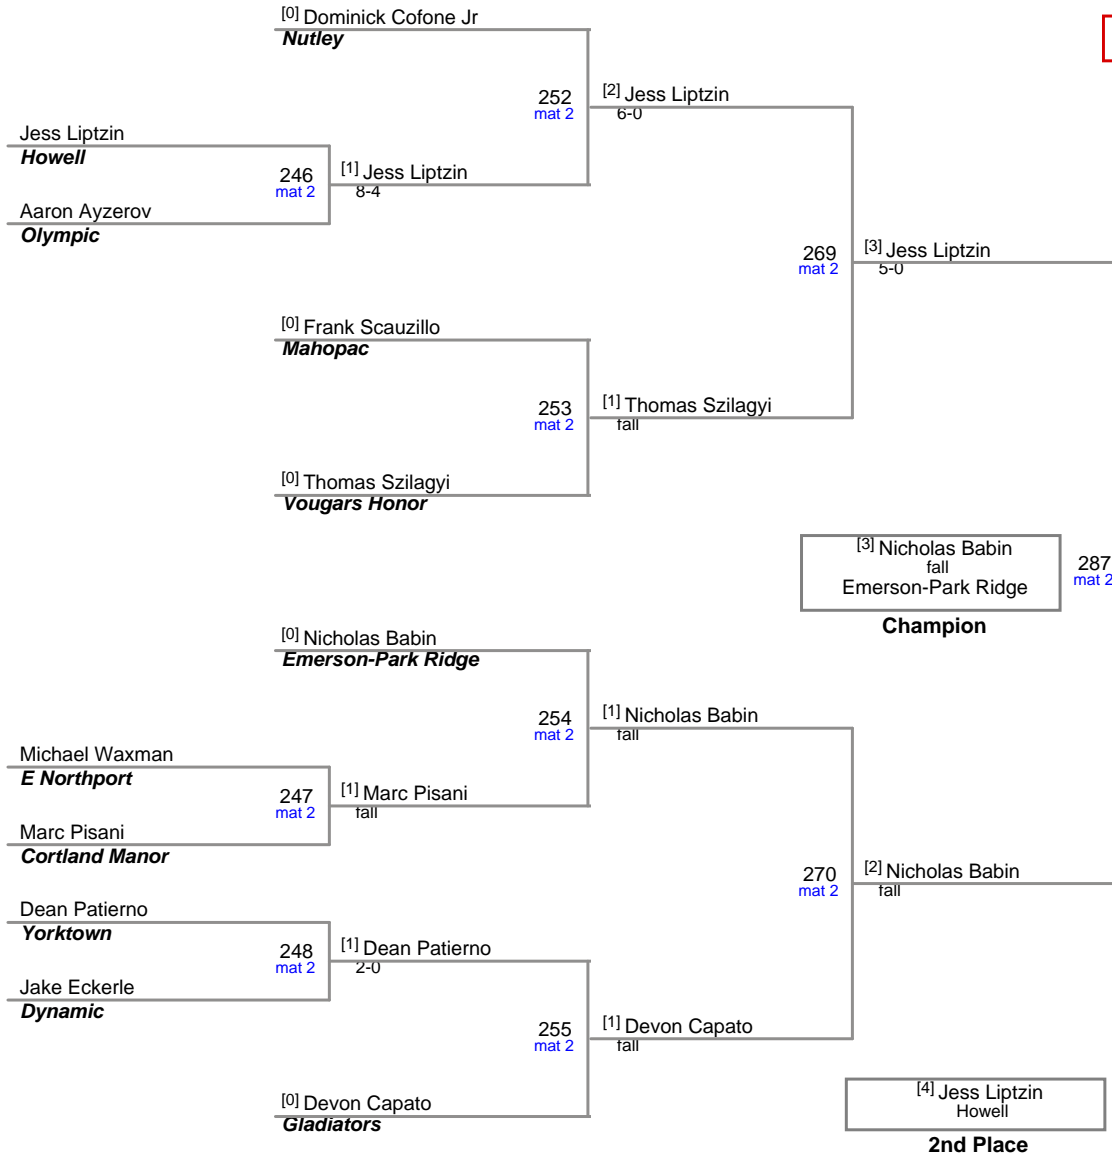 [0] Dominick Cofone Jr
Nutley
252
mat 2
[2] Jess Liptzin
6-0
Jess Liptzin
Howell
246
mat 2
[1] Jess Liptzin
8-4
Aaron Ayzerov
Olympic
269
mat 2
[3] Jess Liptzin
5-0
[0] Frank Scauzillo
Mahopac
253
mat 2
[1] Thomas Szilagyi
fall
[0] Thomas Szilagyi
Vougars Honor
[3] Nicholas Babin
fall
Emerson-Park Ridge
287
mat 2
Champion
[0] Nicholas Babin
Emerson-Park Ridge
254
mat 2
[1] Nicholas Babin
fall
Michael Waxman
E Northport
247
mat 2
[1] Marc Pisani
fall
Marc Pisani
Cortland Manor
270
mat 2
[2] Nicholas Babin
fall
Dean Patierno
Yorktown
248
mat 2
[1] Dean Patierno
2-0
Jake Eckerle
Dynamic
255
mat 2
[1] Devon Capato
fall
[0] Devon Capato
Gladiators
[4] Jess Liptzin
Howell
2nd Place